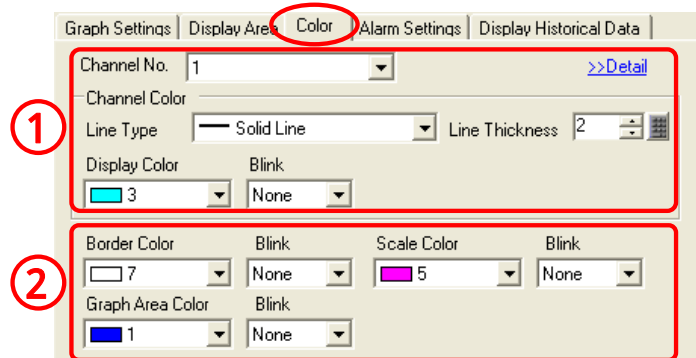 Graph Settings Display Area Color Alarm Settings Display Historical Data
Channel No. 1 >>Detail
Channel Color
1
Line Type Solid Line Line Thickness 2
Display Color Blink
3 None
Border Color Blink Scale Color Blink
2
7 None 5 None
Graph Area Color Blink
1 None